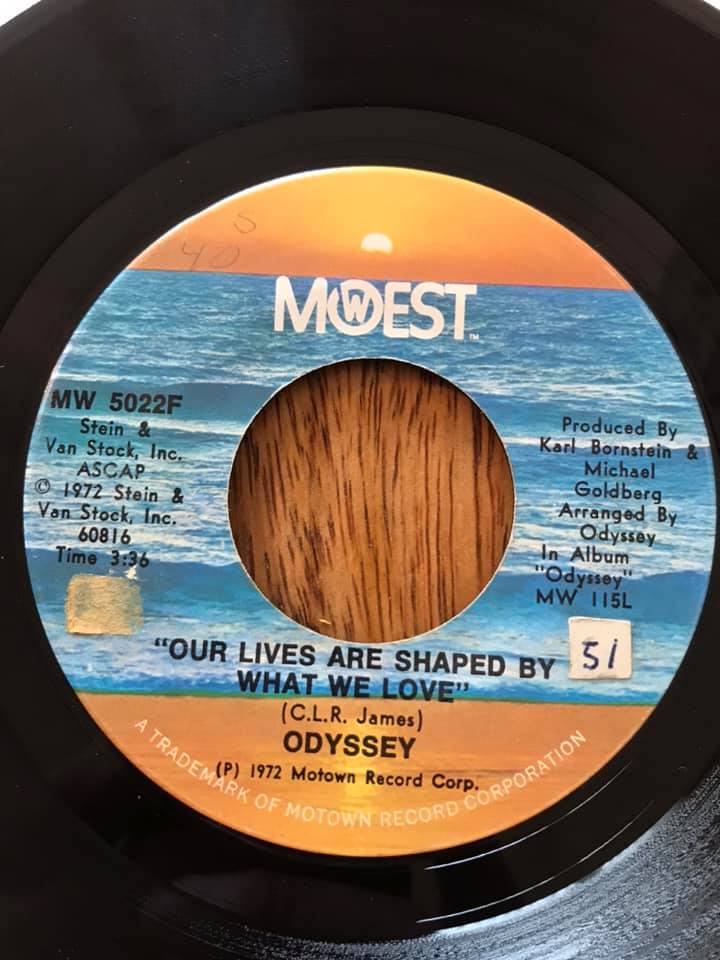 S
40
MOWEST™
MW 5022F
Stein &
Van Stock, Inc.
ASCAP
© 1972 Stein &
Van Stock, Inc.
60816
Time 3:36
Produced By
Karl Bornstein &
Michael
Goldberg
Arranged By
Odyssey
In Album
"Odyssey"
MW 115L
"OUR LIVES ARE SHAPED BY
WHAT WE LOVE"
51
(C.L.R. James)
ODYSSEY
(P) 1972 Motown Record Corp.
A TRADEMARK OF MOTOWN RECORD CORPORATION